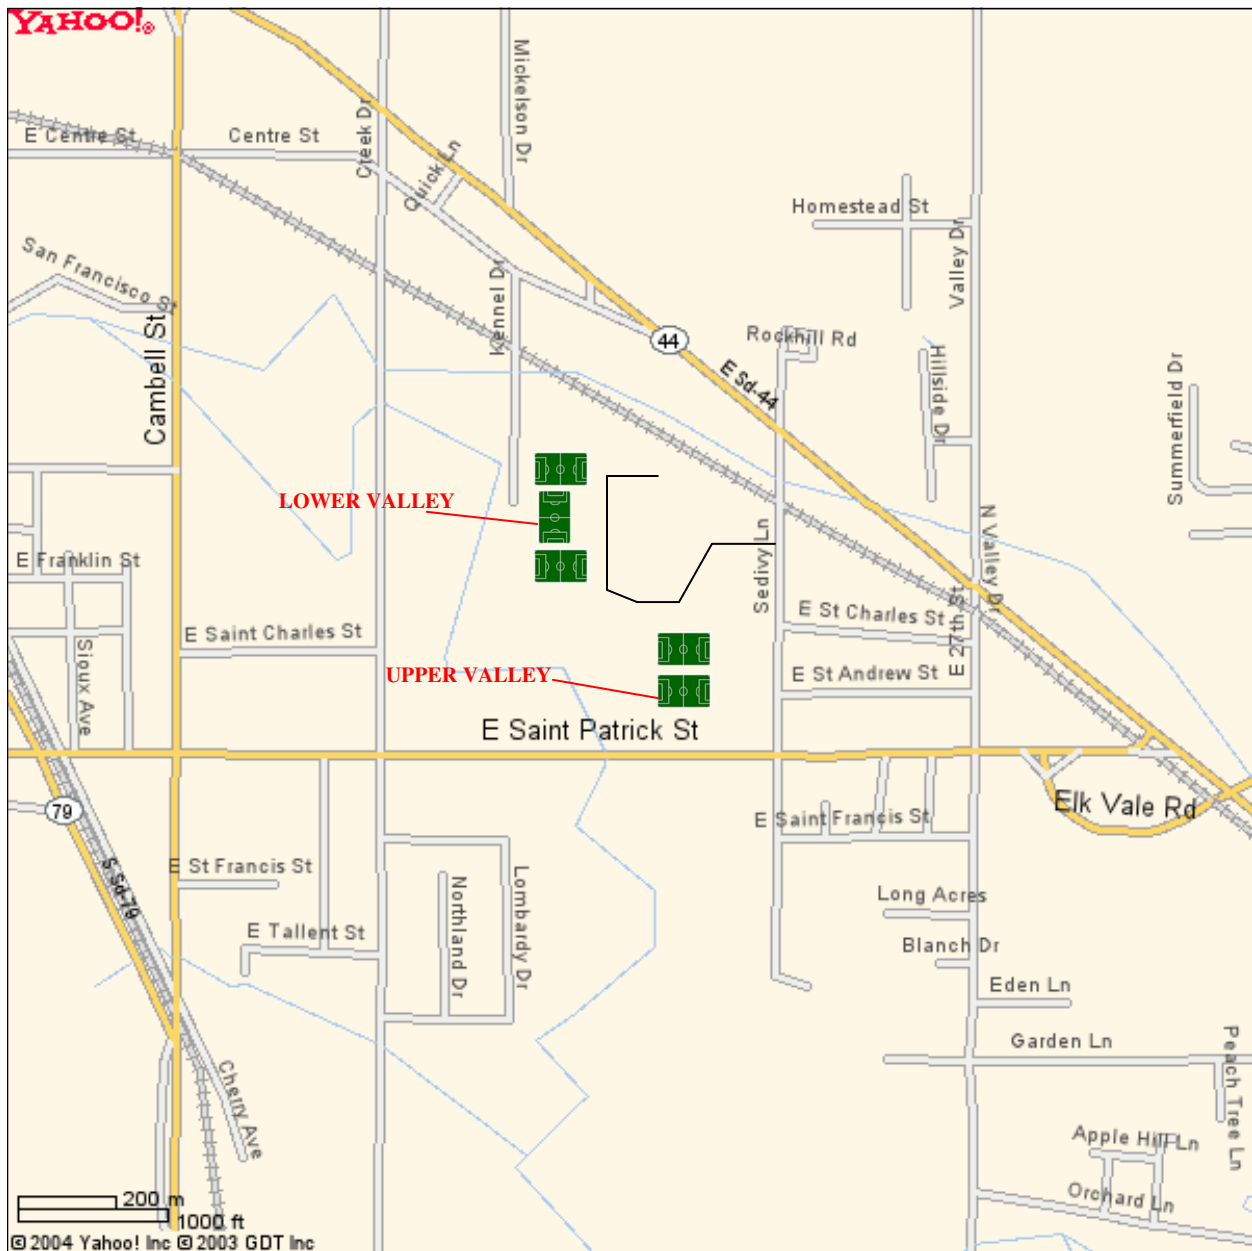 YAHOO!®
E Centre St
Centre St
Creek Dr
Quick Ln
Mickelson Dr
Homestead St
Valley Dr
San Francisco St
Kennel Dr
Cambell St
44
E Sd-44
Rockhill Rd
Hillside Dr
Summerfield Dr
LOWER VALLEY
N Valley Dr
Sedivy Ln
E Franklin St
E Saint Charles St
E St Charles St
E 27th St
Sioux Ave
UPPER VALLEY
E St Andrew St
E Saint Patrick St
79
Elk Vale Rd
E Saint Francis St
S Sd-79
E St Francis St
Lombardy Dr
Northland Dr
Long Acres
E Tallent St
Blanch Dr
Eden Ln
Garden Ln
Peach Tree Ln
Cherry Ave
Apple Hill Ln
Orchard Ln
200 m
1000 ft
© 2004 Yahoo! Inc © 2003 GDT Inc